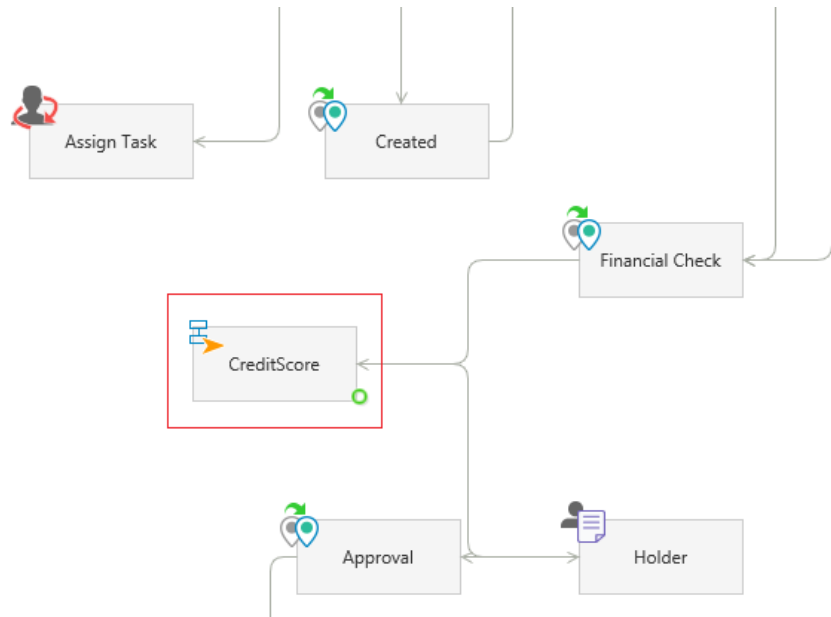 Assign Task
Created
Financial Check
CreditScore
Approval
Holder